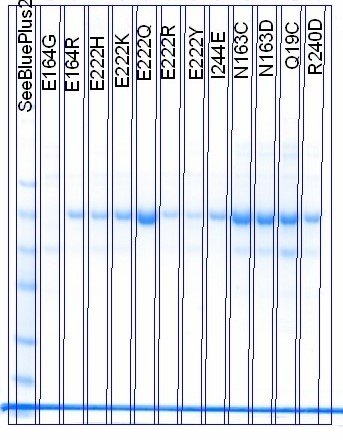 SeeBluePlus2
E164G
E164R
E222H
E222K
E222Q
E222R
E222Y
I244E
N163C
N163D
Q19C
R240D